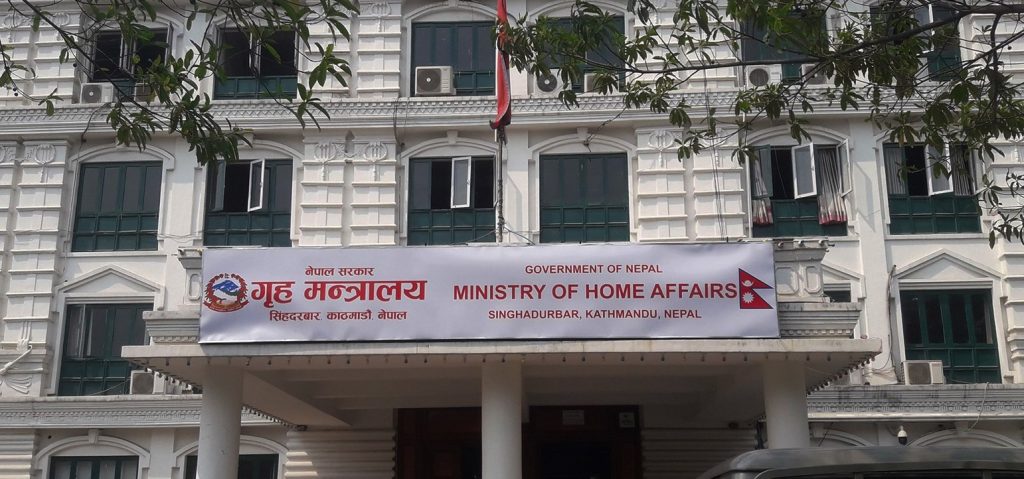 नेपाल सरकार
गृह मन्त्रालय
सिंहदरबार, काठमाडौं, नेपाल
GOVERNMENT OF NEPAL
MINISTRY OF HOME AFFAIRS
SINGHADURBAR, KATHMANDU, NEPAL